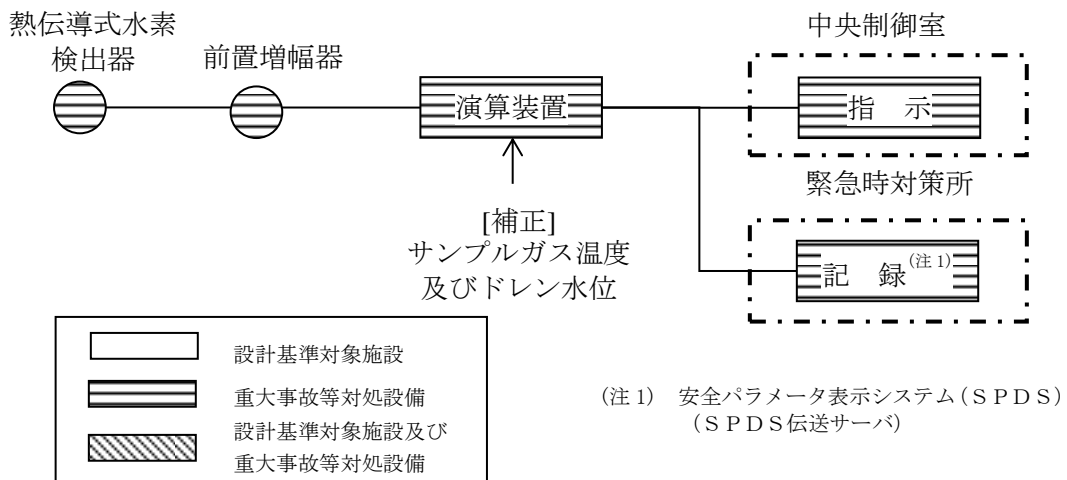 熱伝導式水素
検出器
前置増幅器
演算装置
[補正]
サンプルガス温度
及びドレン水位
中央制御室
指　示
緊急時対策所
記　録(注1)
設計基準対象施設
重大事故等対処設備
設計基準対象施設及び
重大事故等対処設備
(注1)　安全パラメータ表示システム(ＳＰＤＳ)
(ＳＰＤＳ伝送サーバ)